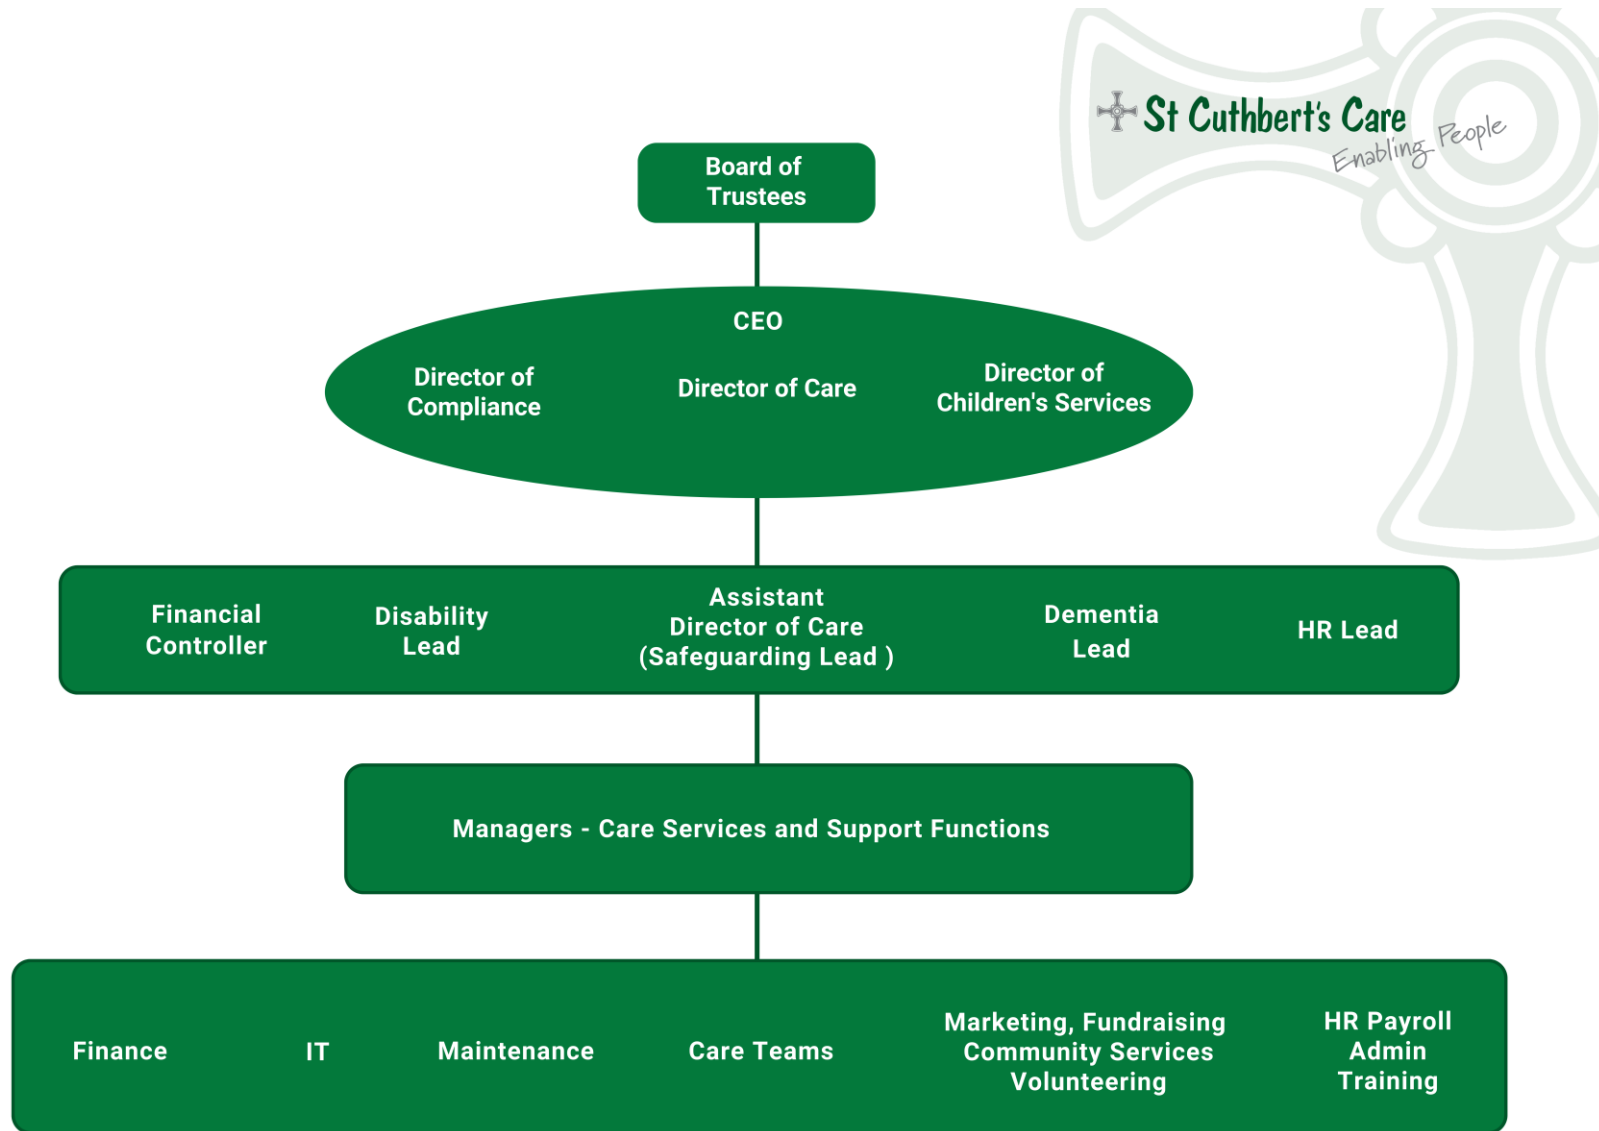 St Cuthbert's Care
Enabling People
Board of
Trustees
CEO
Director of
Compliance
Director of Care
Director of
Children's Services
Financial
Controller
Disability
Lead
Assistant
Director of Care
(Safeguarding Lead )
Dementia
Lead
HR Lead
Managers - Care Services and Support Functions
Finance
IT
Maintenance
Care Teams
Marketing, Fundraising
Community Services
Volunteering
HR Payroll
Admin
Training